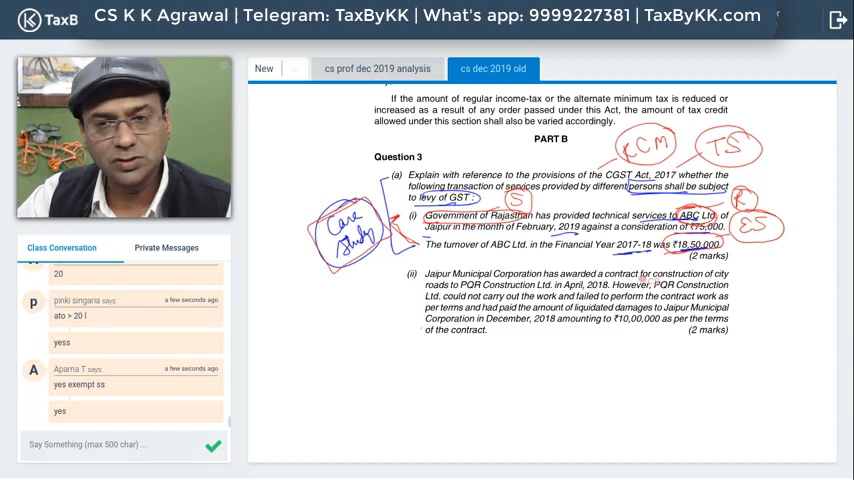 CS K K Agrawal | Telegram: TaxByKK | What's app: 9999227381 | TaxByKK.com
TaxB
New
cs prof dec 2019 analysis
cs dec 2019 old
If the amount of regular income-tax or the alternate minimum tax is reduced or
increased as a result of any order passed under this Act, the amount of tax credit
allowed under this section shall also be varied accordingly.
PART B
KCM
TS
Question 3
(a) Explain with reference to the provisions of the CGST Act, 2017 whether the
following transaction of services provided by different persons shall be subject
to levy of GST :
S
R
(i) Government of Rajasthan has provided technical services to ABC Ltd. of
Jaipur in the month of February, 2019 against a consideration of ₹75,000.
ES
The turnover of ABC Ltd. in the Financial Year 2017-18 was ₹18,50,000.
(2 marks)
Case
Study
(ii) Jaipur Municipal Corporation has awarded a contract for construction of city
roads to PQR Construction Ltd. in April, 2018. However, PQR Construction
Ltd. could not carry out the work and failed to perform the contract work as
per terms and had paid the amount of liquidated damages to Jaipur Municipal
Corporation in December, 2018 amounting to ₹10,00,000 as per the terms
of the contract. (2 marks)
Class Conversation
Private Messages
20
p
pinki singaria says:
a few seconds ago
ato > 20 l
yess
A
Aparna T says:
a few seconds ago
yes exempt ss
yes
Say Something (max 500 char) ...